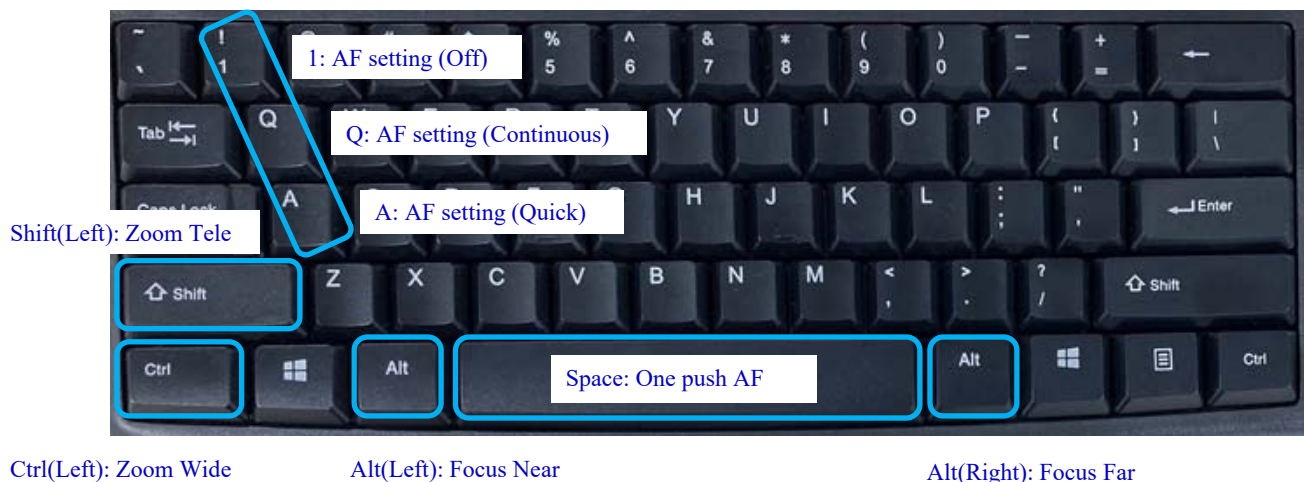 ~ ! % ^ & * ( ) — +
` 1 1: AF setting (Off) 5 6 7 8 9 0 - =
Tab Q Q: AF setting (Continuous) Y U I O P { } |
[ ] \
A A: AF setting (Quick) H J K L : " Enter
; '
Shift(Left): Zoom Tele
Shift Z X C V B N M < > ? Shift
, . /
Ctrl Alt Space: One push AF Alt Ctrl
Ctrl(Left): Zoom Wide Alt(Left): Focus Near Alt(Right): Focus Far